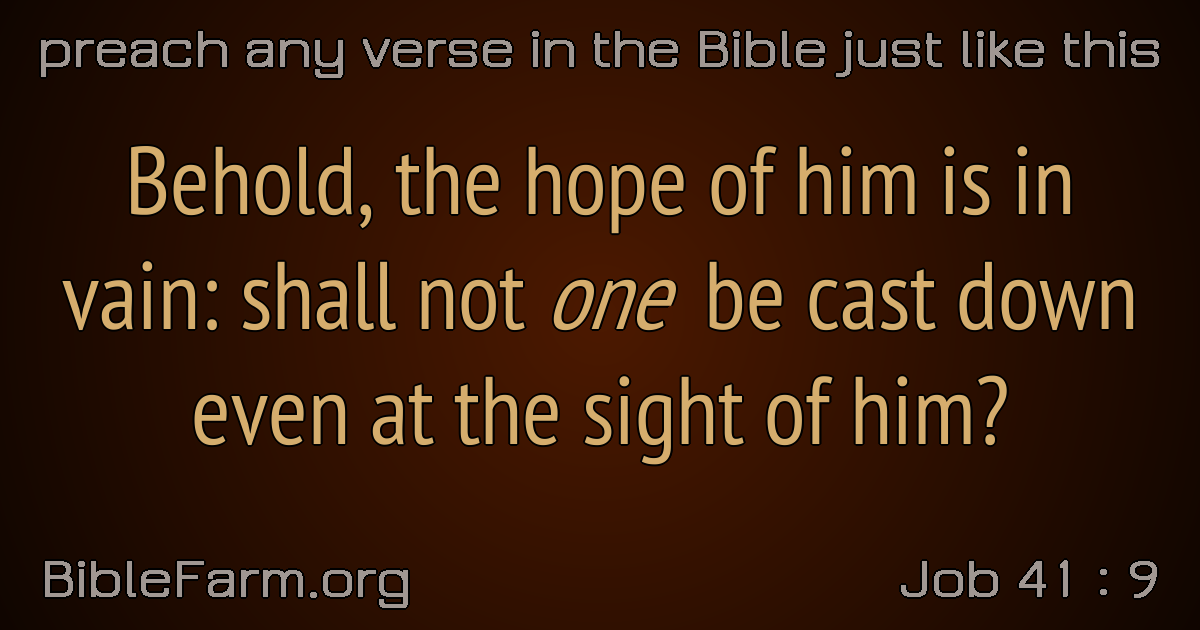 preach any verse in the Bible just like this
Behold, the hope of him is in
vain: shall not one be cast down
even at the sight of him?
BibleFarm.org
Job 41 : 9